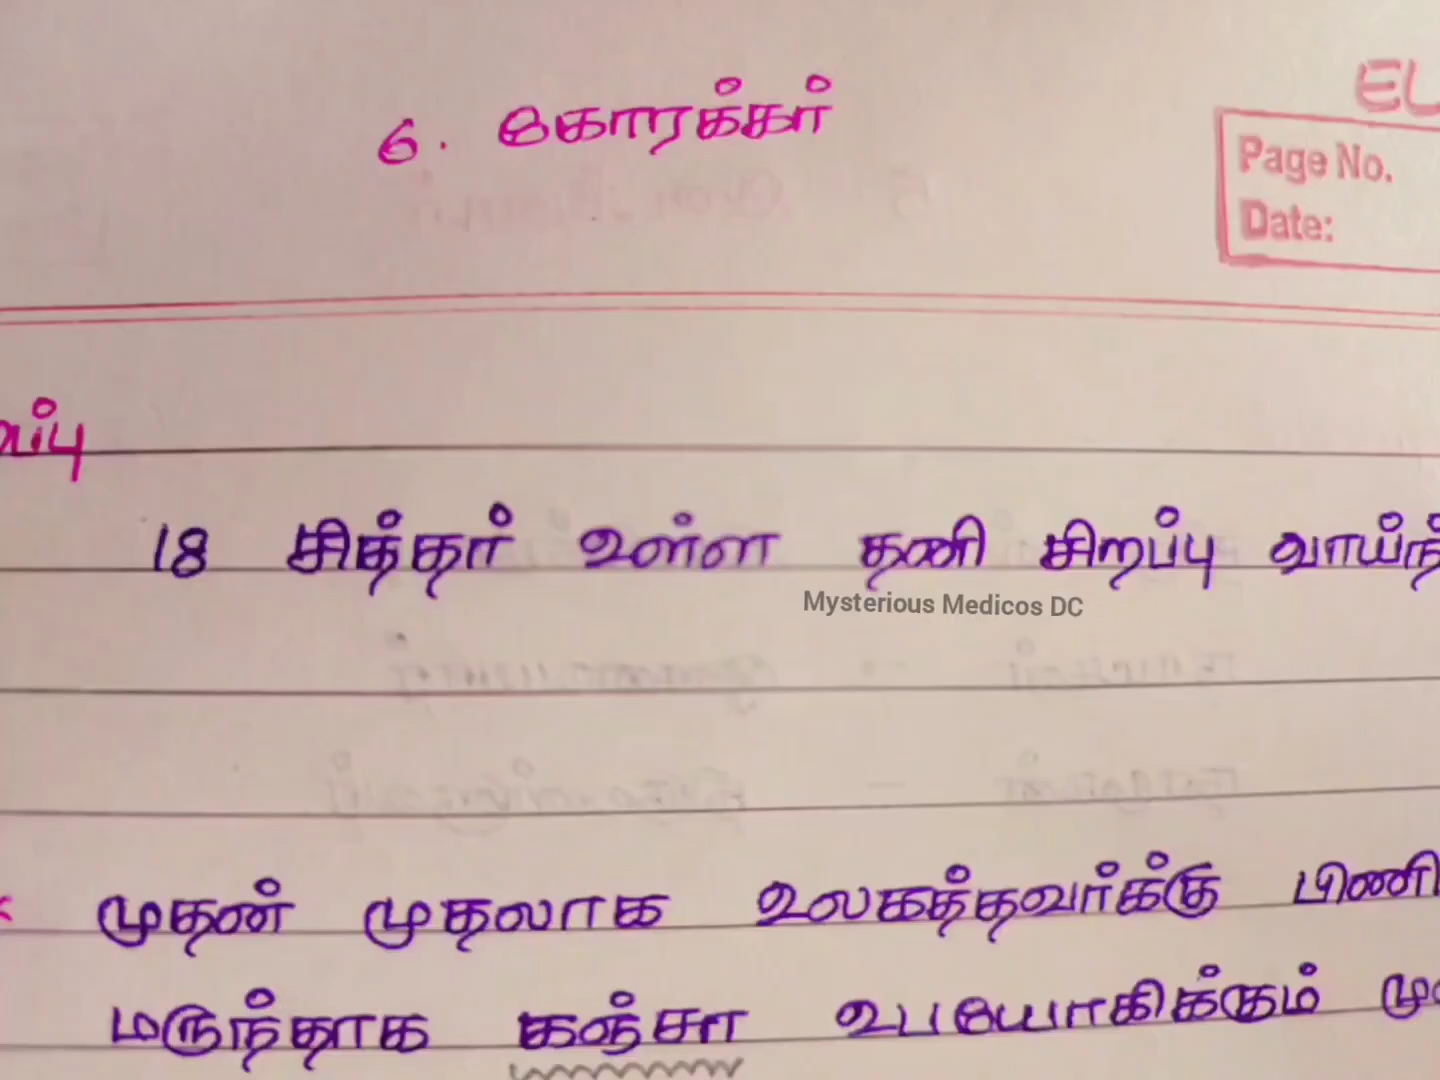 6. கோரக்கர்
EL
Page No.
Date:
18 சித்தர் உள்ள தனி சிறப்பு
Mysterious Medicos DC
முதன் முதலாக உலகத்தவர்க்கு
மருந்தாக கஞ்சா உபயோகிக்கும்